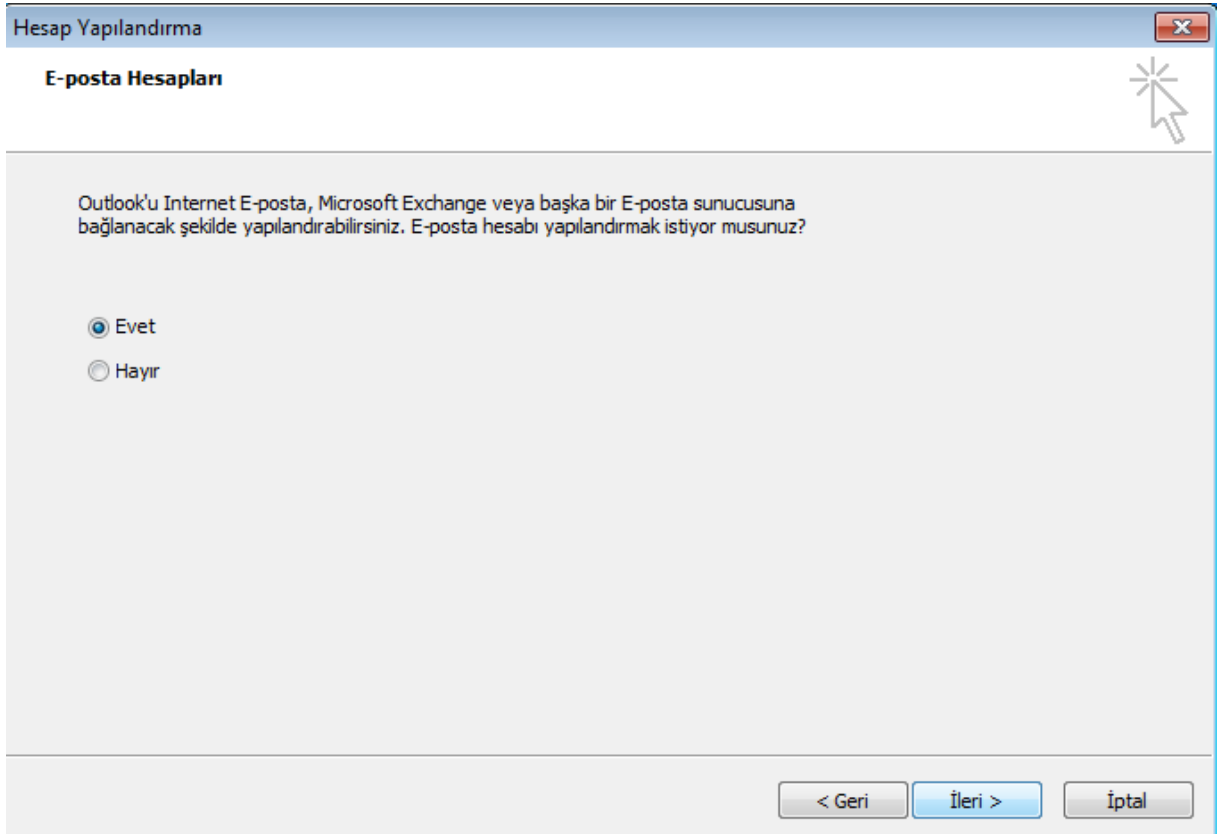 Hesap Yapılandırma
E-posta Hesapları
Outlook'u Internet E-posta, Microsoft Exchange veya başka bir E-posta sunucusuna
bağlanacak şekilde yapılandırabilirsiniz. E-posta hesabı yapılandırmak istiyor musunuz?
Evet
Hayır
< Geri
İleri >
İptal